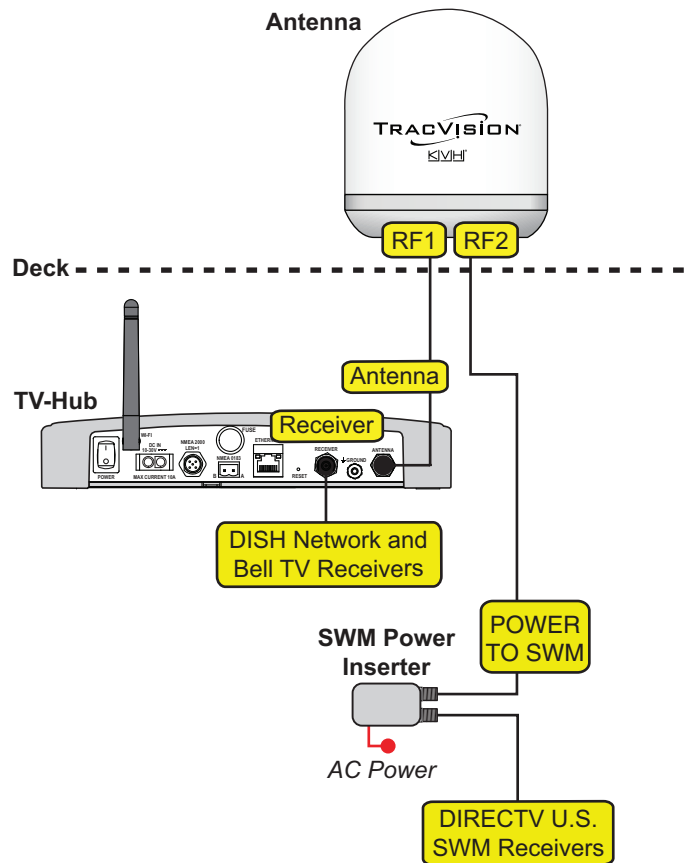 Antenna
TRACVISION®
KVH®
RF1
RF2
Deck
Antenna
TV-Hub
Receiver
WI-FI
DC IN
10-30V
NMEA 2000
LEN=1
FUSE
NMEA 0183
ETHERN
RECEIVER
GROUND
ANTENNA
POWER
MAX CURRENT 10A
B
A
RESET
DISH Network and
Bell TV Receivers
SWM Power
Inserter
POWER
TO SWM
AC Power
DIRECTV U.S.
SWM Receivers